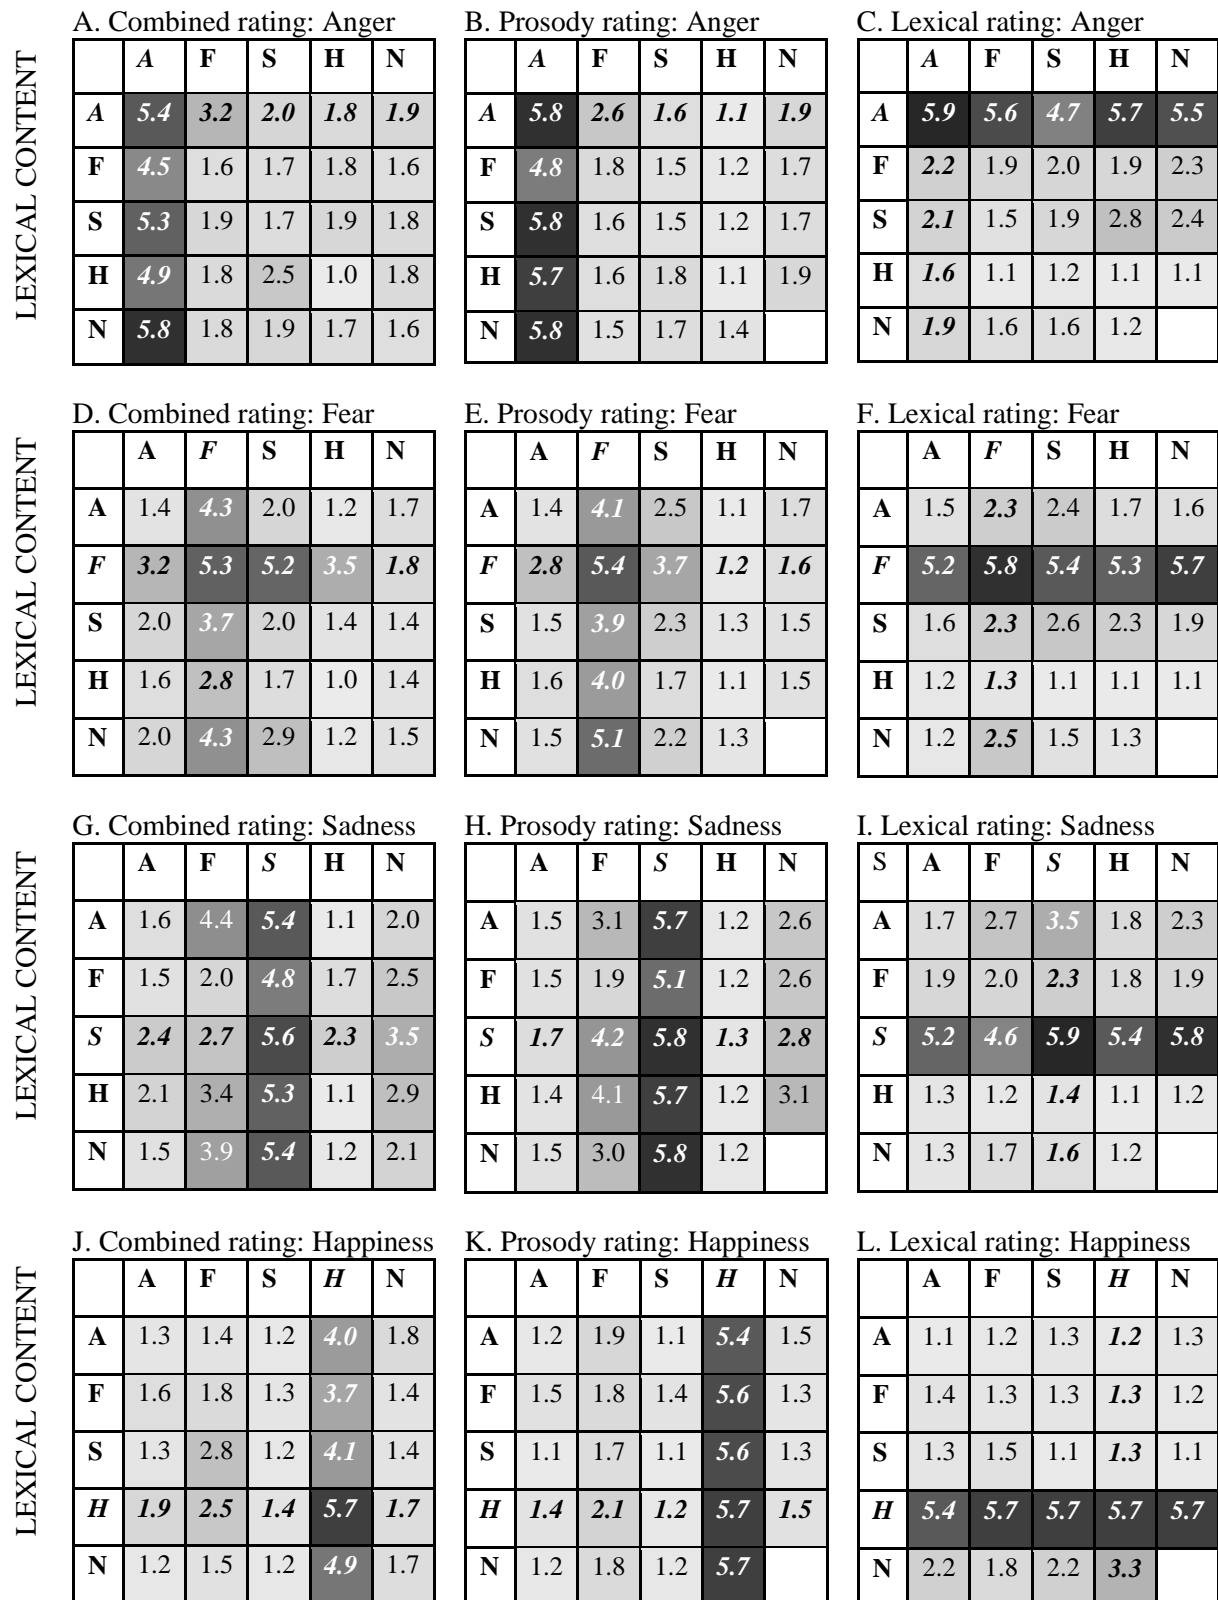 A. Combined rating: Anger B. Prosody rating: Anger C. Lexical rating: Anger
LEXICAL CONTENT
A F S H N A F S H N A F S H N
A 5.4 3.2 2.0 1.8 1.9 A 5.8 2.6 1.6 1.1 1.9 A 5.9 5.6 4.7 5.7 5.5
F 4.5 1.6 1.7 1.8 1.6 F 4.8 1.8 1.5 1.2 1.7 F 2.2 1.9 2.0 1.9 2.3
S 5.3 1.9 1.7 1.9 1.8 S 5.8 1.6 1.5 1.2 1.7 S 2.1 1.5 1.9 2.8 2.4
H 4.9 1.8 2.5 1.0 1.8 H 5.7 1.6 1.8 1.1 1.9 H 1.6 1.1 1.2 1.1 1.1
N 5.8 1.8 1.9 1.7 1.6 N 5.8 1.5 1.7 1.4 N 1.9 1.6 1.6 1.2
D. Combined rating: Fear E. Prosody rating: Fear F. Lexical rating: Fear
LEXICAL CONTENT
A F S H N A F S H N A F S H N
A 1.4 4.3 2.0 1.2 1.7 A 1.4 4.1 2.5 1.1 1.7 A 1.5 2.3 2.4 1.7 1.6
F 3.2 5.3 5.2 3.5 1.8 F 2.8 5.4 3.7 1.2 1.6 F 5.2 5.8 5.4 5.3 5.7
S 2.0 3.7 2.0 1.4 1.4 S 1.5 3.9 2.3 1.3 1.5 S 1.6 2.3 2.6 2.3 1.9
H 1.6 2.8 1.7 1.0 1.4 H 1.6 4.0 1.7 1.1 1.5 H 1.2 1.3 1.1 1.1 1.1
N 2.0 4.3 2.9 1.2 1.5 N 1.5 5.1 2.2 1.3 N 1.2 2.5 1.5 1.3
G. Combined rating: Sadness H. Prosody rating: Sadness I. Lexical rating: Sadness
LEXICAL CONTENT
A F S H N A F S H N S A F S H N
A 1.6 4.4 5.4 1.1 2.0 A 1.5 3.1 5.7 1.2 2.6 A 1.7 2.7 3.5 1.8 2.3
F 1.5 2.0 4.8 1.7 2.5 F 1.5 1.9 5.1 1.2 2.6 F 1.9 2.0 2.3 1.8 1.9
S 2.4 2.7 5.6 2.3 3.5 S 1.7 4.2 5.8 1.3 2.8 S 5.2 4.6 5.9 5.4 5.8
H 2.1 3.4 5.3 1.1 2.9 H 1.4 4.1 5.7 1.2 3.1 H 1.3 1.2 1.4 1.1 1.2
N 1.5 3.9 5.4 1.2 2.1 N 1.5 3.0 5.8 1.2 N 1.3 1.7 1.6 1.2
J. Combined rating: Happiness K. Prosody rating: Happiness L. Lexical rating: Happiness
LEXICAL CONTENT
A F S H N A F S H N A F S H N
A 1.3 1.4 1.2 4.0 1.8 A 1.2 1.9 1.1 5.4 1.5 A 1.1 1.2 1.3 1.2 1.3
F 1.6 1.8 1.3 3.7 1.4 F 1.5 1.8 1.4 5.6 1.3 F 1.4 1.3 1.3 1.3 1.2
S 1.3 2.8 1.2 4.1 1.4 S 1.1 1.7 1.1 5.6 1.3 S 1.3 1.5 1.1 1.3 1.1
H 1.9 2.5 1.4 5.7 1.7 H 1.4 2.1 1.2 5.7 1.5 H 5.4 5.7 5.7 5.7 5.7
N 1.2 1.5 1.2 4.9 1.7 N 1.2 1.8 1.2 5.7 N 2.2 1.8 2.2 3.3